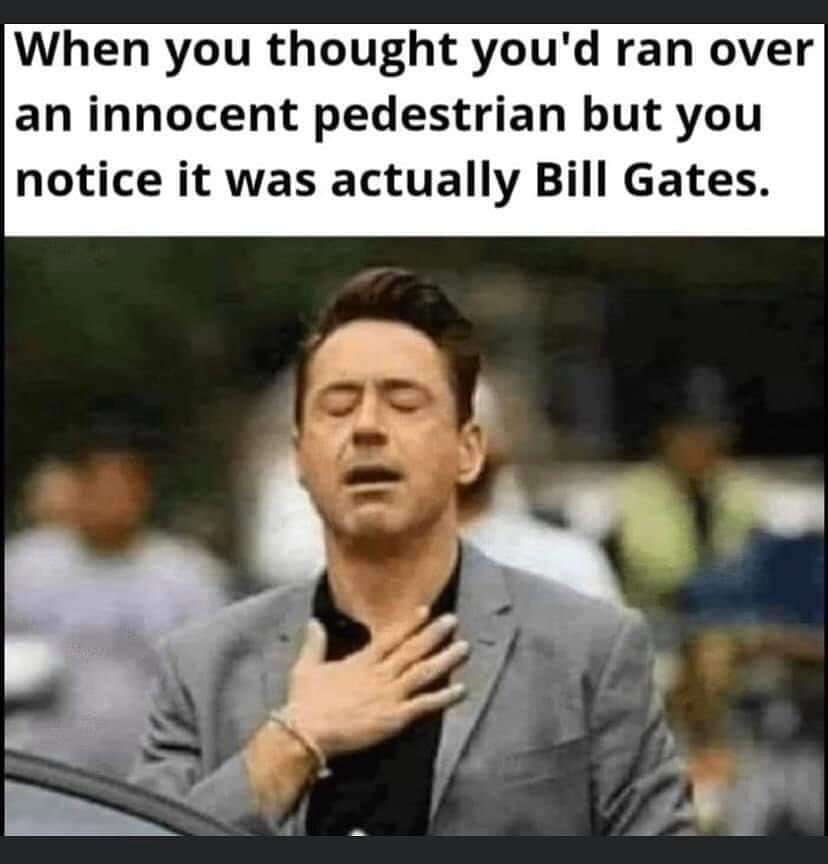 When you thought you'd ran over
an innocent pedestrian but you
notice it was actually Bill Gates.